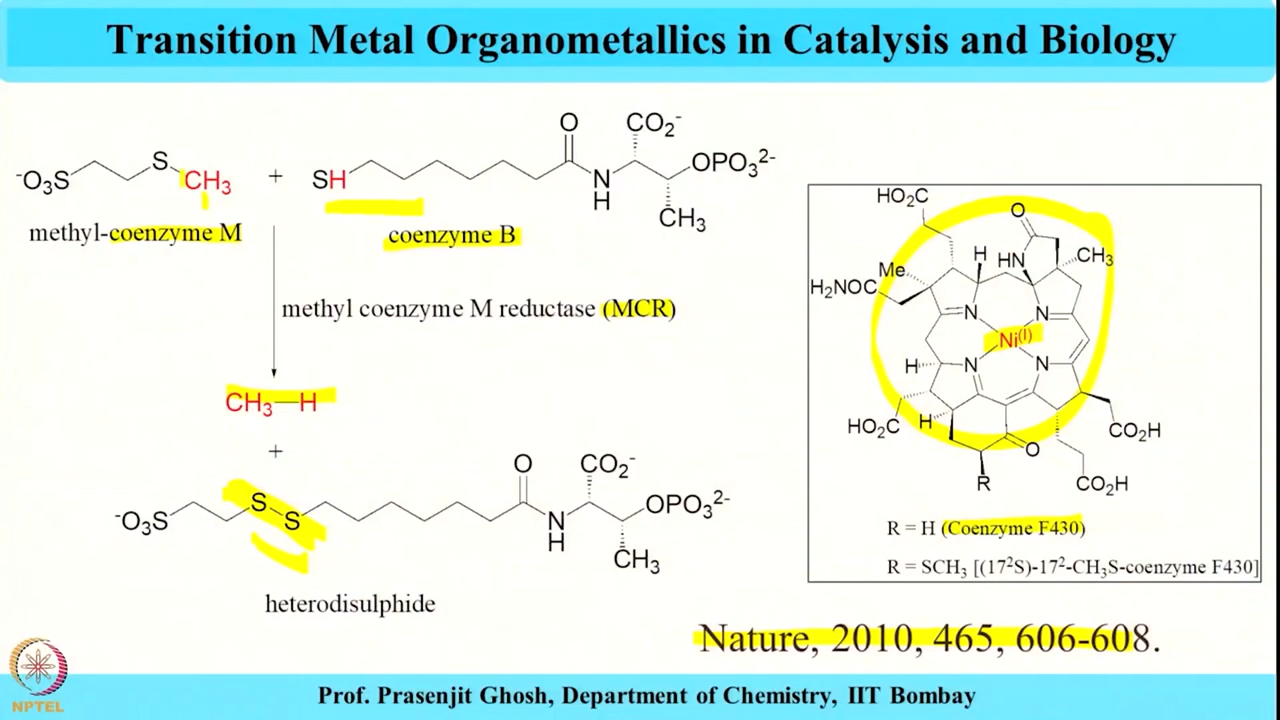 Transition Metal Organometallics in Catalysis and Biology
⁻O₃S S CH₃ + SH O N H CO₂⁻ OPO₃²⁻ CH₃
methyl-coenzyme M coenzyme B
methyl coenzyme M reductase (MCR)
CH₃—H
+
⁻O₃S S S O N H CO₂⁻ OPO₃²⁻ CH₃
heterodisulphide
HO₂C O
H HN CH₃
Me
H₂NOC
N N
Ni(I)
H N N
HO₂C H CO₂H
O
R CO₂H
R = H (Coenzyme F430)
R = SCH₃ [(17²S)-17²-CH₃S-coenzyme F430]
Nature, 2010, 465, 606-608.
NPTEL
Prof. Prasenjit Ghosh, Department of Chemistry, IIT Bombay